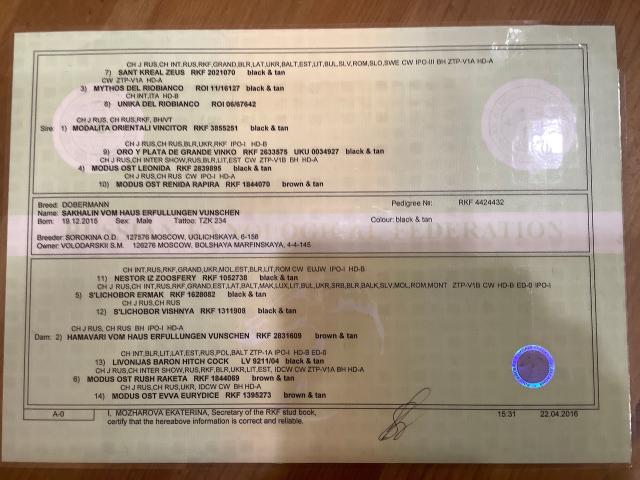 CH J RUS,CH INT,RUS,RKF,GRAND,BLR,LAT,UKR,BALT,EST,LIT,BUL,SLV,ROM,SLO,SWE CW IPO-III BH ZTP-V1A HD-A
7) SANT KREAL ZEUS RKF 2021070 black & tan
CW ZTP-V1A HD-A
3) MYTHOS DEL RIOBIANCO ROI 11/16127 black & tan
CH INT,ITA HD-B
8) UNIKA DEL RIOBIANCO ROI 06/67642
CH J RUS, CH RUS,RKF, BH/VT
Sire: 1) MODALITA ORIENTALI VINCITOR RKF 3855251 black & tan
CH J RUS,CH RUS,BLR,UKR,RKF IPO-I HD-B
9) ORO Y PLATA DE GRANDE VINKO RKF 2633875 UKU 0034927 black & tan
CH J RUS,CH INTER SHOW,RUS,BLR,LIT,EST CW ZTP-V1B BH HD-A
4) MODUS OST LEONIDA RKF 2839895 black & tan
CH J RUS,CH RUS CW IPO-I HD-A
10) MODUS OST RENIDA RAPIRA RKF 1844070 brown & tan
Breed: DOBERMANN Pedigree №: RKF 4424432
Name: SAKHALIN VOM HAUS ERFULLUNGEN VUNSCHEN
Born: 19.12.2015 Sex: Male Tattoo: TZK 234 Colour: black & tan
Breeder: SOROKINA O.D. 127576 MOSCOW, UGLICHSKAYA, 6-158
Owner: VOLODARSKII S.M. 126276 MOSCOW, BOLSHAYA MARFINSKAYA, 4-4-145
CH INT,RUS,RKF,GRAND,UKR,MOL,EST,BLR,LIT,ROM CW EUJW IPO-I HD-B
11) NESTOR IZ ZOOSFERY RKF 1052738 black & tan
CH J RUS,CH INT,RUS,RKF,GRAND,EST,LAT,BALT,MAK,LUX,LIT,BUL,UKR,SRB,BLR,BALK,SLV,MOL,ROM,MONT ZTP-V1B CW HD-B ED-0 IPO-I
5) S'LICHOBOR ERMAK RKF 1628082 black & tan
CH J RUS,CH RUS
12) S'LICHOBOR VISHNYA RKF 1311908 black & tan
CH J RUS, CH RUS BH IPO-I HD-A
Dam: 2) HAMAVARI VOM HAUS ERFULLUNGEN VUNSCHEN RKF 2831609 brown & tan
CH INT,BLR,LIT,LAT,EST,RUS,POL,BALT ZTP-1A IPO-I HD-B ED-0
13) LIVONIJAS BARON HITCH COCK LV 9211/04 black & tan
CH J RUS,CH INTER SHOW,RUS,RKF,BLR,UKR,LIT,EST, IDCW CW ZTP-V1A BH HD-A
6) MODUS OST RUSH RAKETA RKF 1844069 brown & tan
CH J RUS,CH RUS,UKR, IDCW CW BH HD-A
14) MODUS OST EVVA EURYDICE RKF 1395273 brown & tan
A-0 I. MOZHAROVA EKATERINA, Secretary of the RKF stud book, 15:31 22.04.2016
certify that the hereabove information is correct and reliable.